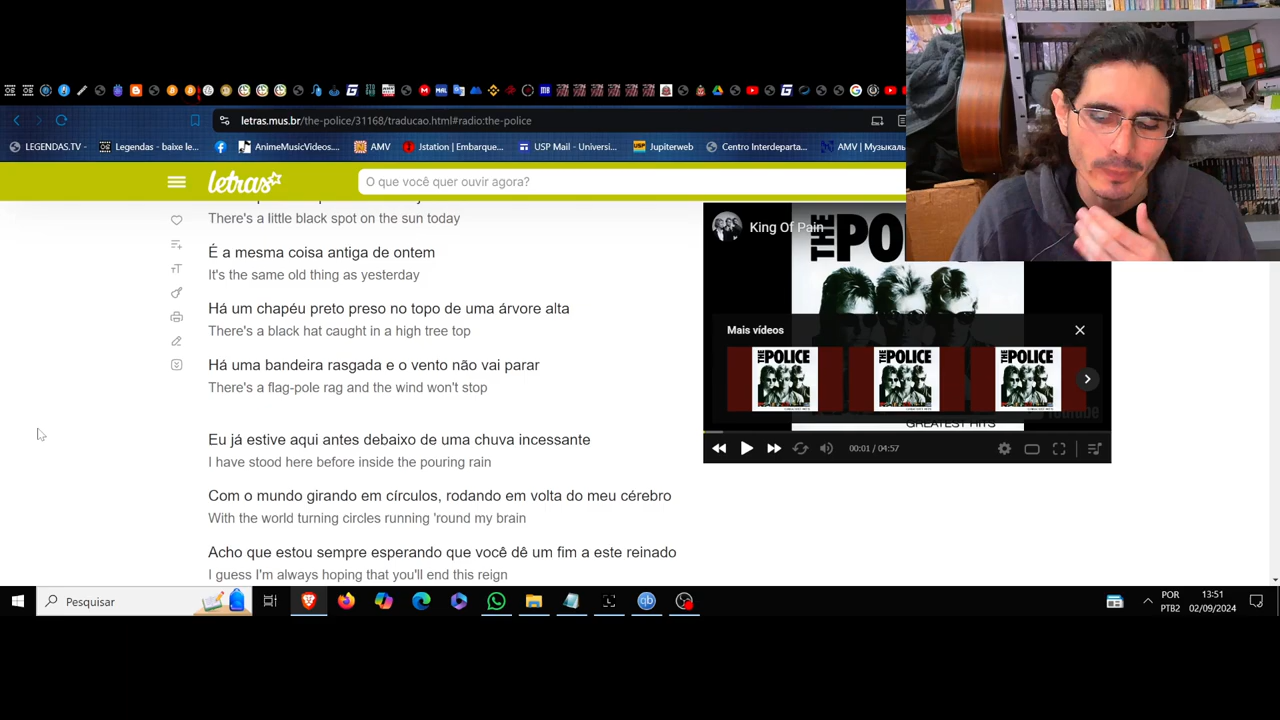 letras.mus.br/the-police/31168/traducao.html#radio:the-police
LEGENDAS.TV
Legendas - baixe le...
AnimeMusicVideos....
AMV
Jstation | Embarque...
USP Mail - Universi...
Jupiterweb
Centro Interdeparta...
AMV | Музыкаль
letras
O que você quer ouvir agora?
There's a little black spot on the sun today
É a mesma coisa antiga de ontem
It's the same old thing as yesterday
Há um chapéu preto preso no topo de uma árvore alta
There's a black hat caught in a high tree top
Há uma bandeira rasgada e o vento não vai parar
There's a flag-pole rag and the wind won't stop
Eu já estive aqui antes debaixo de uma chuva incessante
I have stood here before inside the pouring rain
Com o mundo girando em círculos, rodando em volta do meu cérebro
With the world turning circles running 'round my brain
Acho que estou sempre esperando que você dê um fim a este reinado
I guess I'm always hoping that you'll end this reign
King Of Pain
THE PO
Mais vídeos
THE POLICE
THE POLICE
THE POLICE
GREATEST HITS
00:01 / 04:57
Pesquisar
POR
PTB2
13:51
02/09/2024